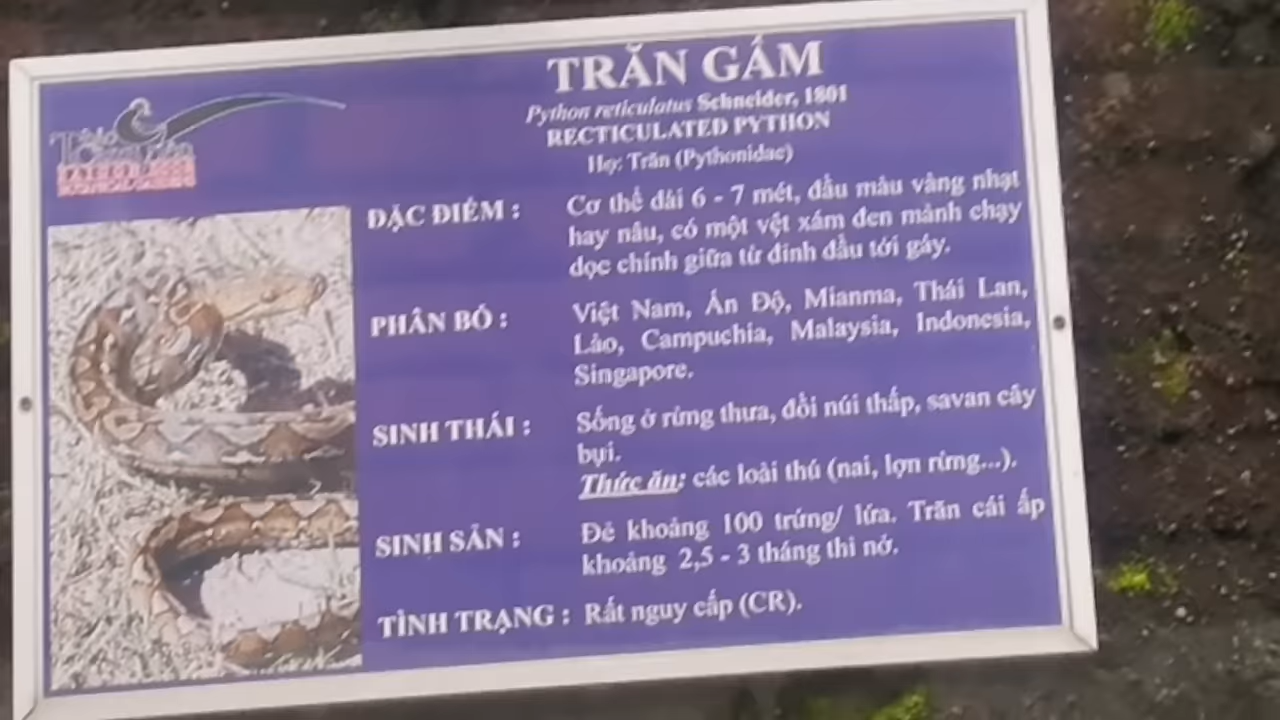 TRĂN GẤM
Python reticulatus Schneider, 1801
RECTICULATED PYTHON
Họ: Trăn (Pythonidae)
ĐẶC ĐIỂM : Cơ thể dài 6 - 7 mét, đầu màu vàng nhạt
hay nâu, có một vệt xám đen mảnh chạy
dọc chính giữa từ đỉnh đầu tới gáy.
PHÂN BỐ : Việt Nam, Ấn Độ, Mianma, Thái Lan,
Lào, Campuchia, Malaysia, Indonesia,
Singapore.
SINH THÁI : Sống ở rừng thưa, đồi núi thấp, savan cây
bụi.
Thức ăn: các loài thú (nai, lợn rừng...).
SINH SẢN : Đẻ khoảng 100 trứng/ lứa. Trăn cái ấp
khoảng 2,5 - 3 tháng thì nở.
TÌNH TRẠNG : Rất nguy cấp (CR).